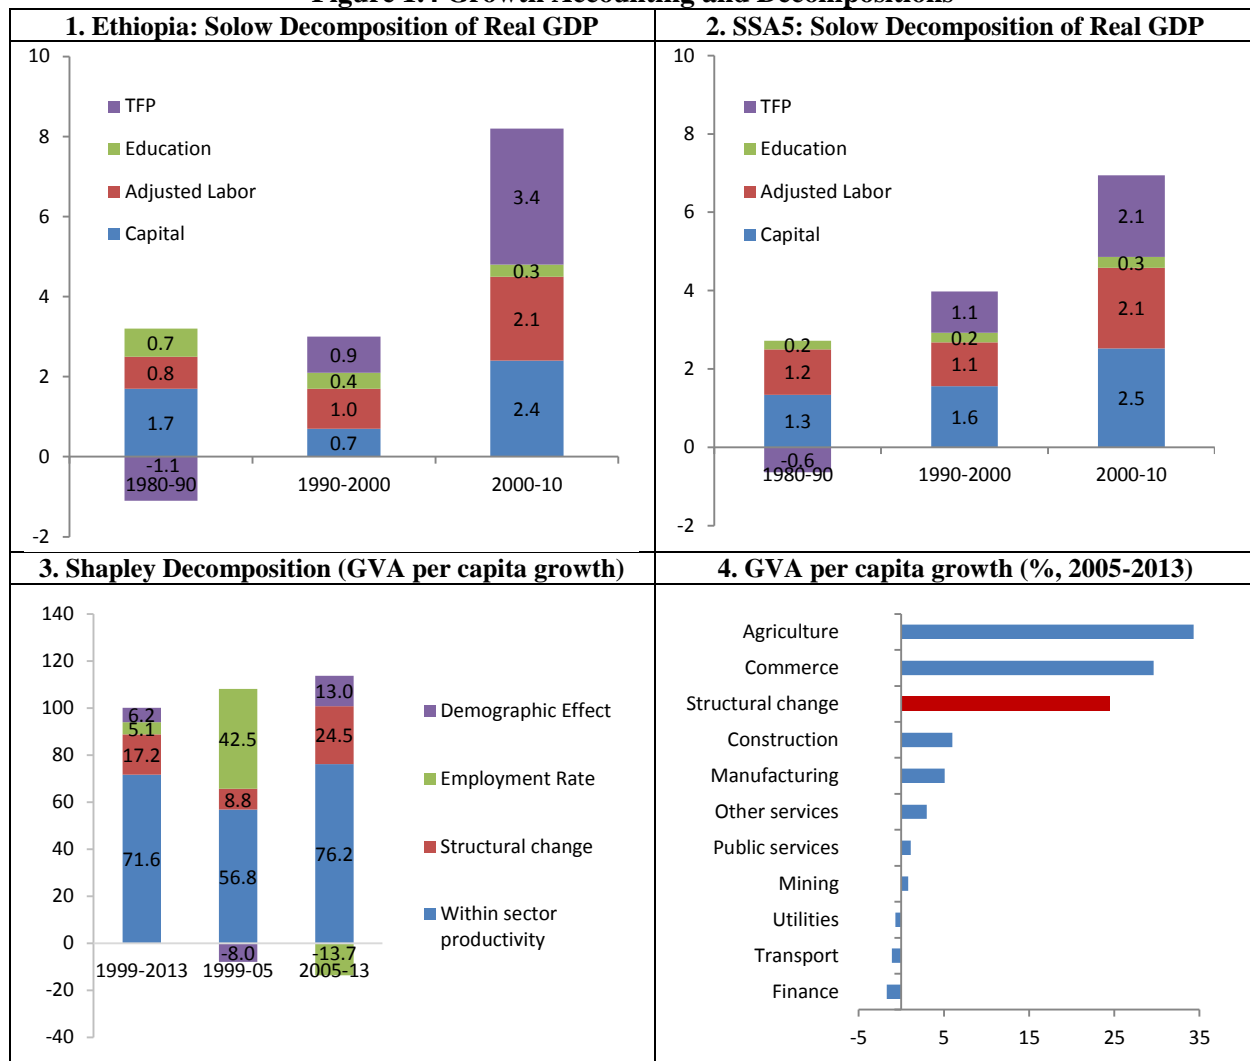 1. Ethiopia: Solow Decomposition of Real GDP
10
8
6
4
2
0
-2
TFP
Education
Adjusted Labor
Capital
0.7
0.8
1.7
-1.1
0.9
0.4
1.0
0.7
3.4
0.3
2.1
2.4
1980-90
1990-2000
2000-10
2. SSA5: Solow Decomposition of Real GDP
10
8
6
4
2
0
-2
TFP
Education
Adjusted Labor
Capital
0.2
1.2
1.3
-0.6
1.1
0.2
1.1
1.6
2.1
0.3
2.1
2.5
1980-90
1990-2000
2000-10
3. Shapley Decomposition (GVA per capita growth)
140
120
100
80
60
40
20
0
-20
-40
6.2
5.1
17.2
71.6
42.5
8.8
56.8
-8.0
13.0
24.5
76.2
-13.7
1999-2013
1999-05
2005-13
Demographic Effect
Employment Rate
Structural change
Within sector
productivity
4. GVA per capita growth (%, 2005-2013)
Agriculture
Commerce
Structural change
Construction
Manufacturing
Other services
Public services
Mining
Utilities
Transport
Finance
-5
5
15
25
35